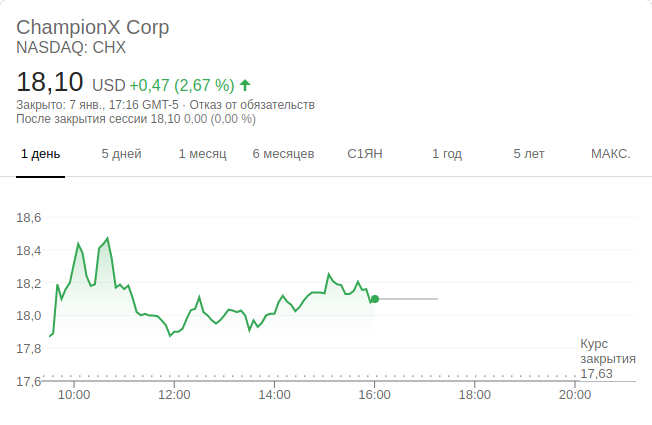 ChampionX Corp
NASDAQ: CHX
18,10 USD +0,47 (2,67 %)
Закрыто: 7 янв., 17:16 GMT-5 · Отказ от обязательств
После закрытия сессии 18,10 0,00 (0,00 %)
1 день 5 дней 1 месяц 6 месяцев С1ЯН 1 год 5 лет МАКС.
18,6
18,4
18,2
18,0
17,8
17,6
Курс
закрытия
17,63
10:00 12:00 14:00 16:00 18:00 20:00